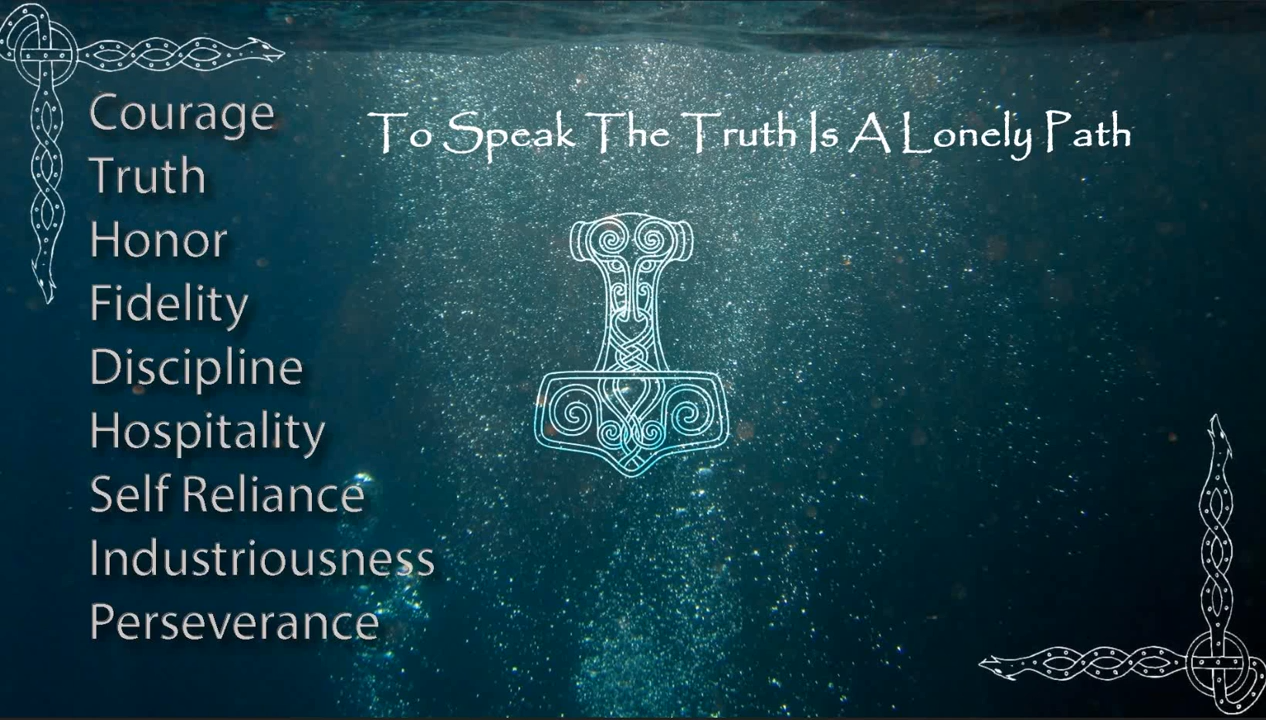 Courage
To Speak The Truth Is A Lonely Path
Truth
Honor
Fidelity
Discipline
Hospitality
Self Reliance
Industriousness
Perseverance